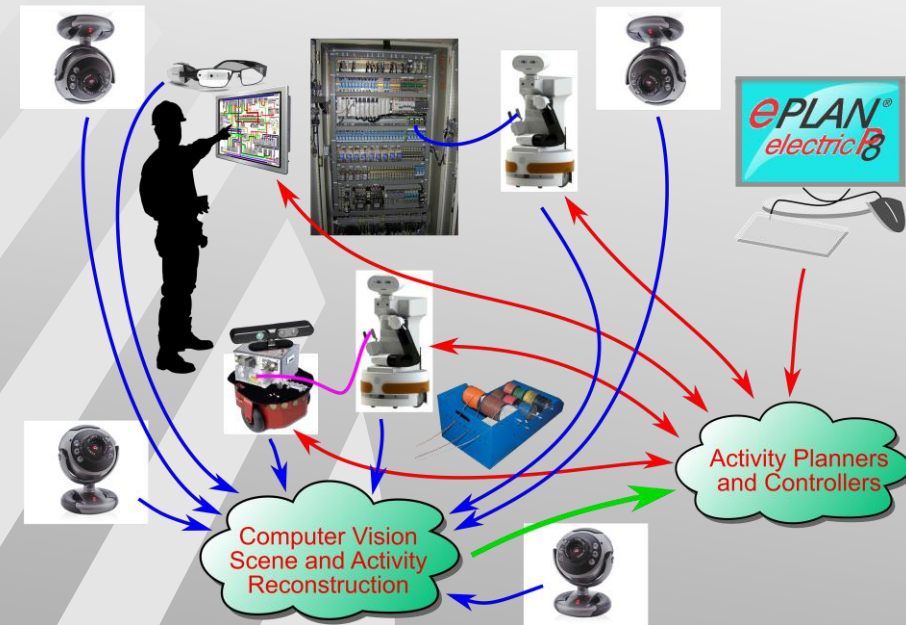 ePLAN®
electric P8
Computer Vision
Scene and Activity
Reconstruction
Activity Planners
and Controllers